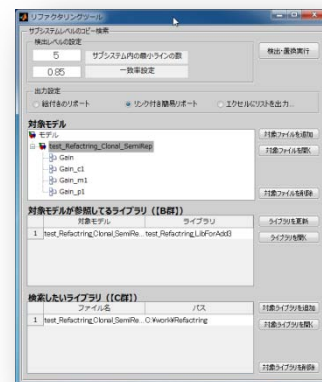 リファクタリングツール
サブシステムレベルのコピー検索
検出レベルの設定
5 サブシステム内の最小ラインの数
0.85 一致率設定
検出・置換実行
出力設定
絵付きのリポート リンク付き簡易リポート エクセルにリストを出力...
対象モデル
モデル
test_Refactring_Clonal_SemiRep
Gain
Gain_c1
Gain_m1
Gain_p1
対象ファイルを追加
対象ファイルを開く
対象ファイルを削除
対象モデルが参照してるライブラリ（【B群】）
対象モデル ライブラリ
1 test_Refactring_Clonal_SemiRe... test_Refactring_LibForAdd3
ライブラリを更新
ライブラリを開く
検索したいライブラリ（【C群】）
ファイル名 パス
1 test_Refactring_Clonal_SemiRe... C:¥work¥Refactring
対象ライブラリを追加
対象ライブラリを開く
対象ライブラリを削除